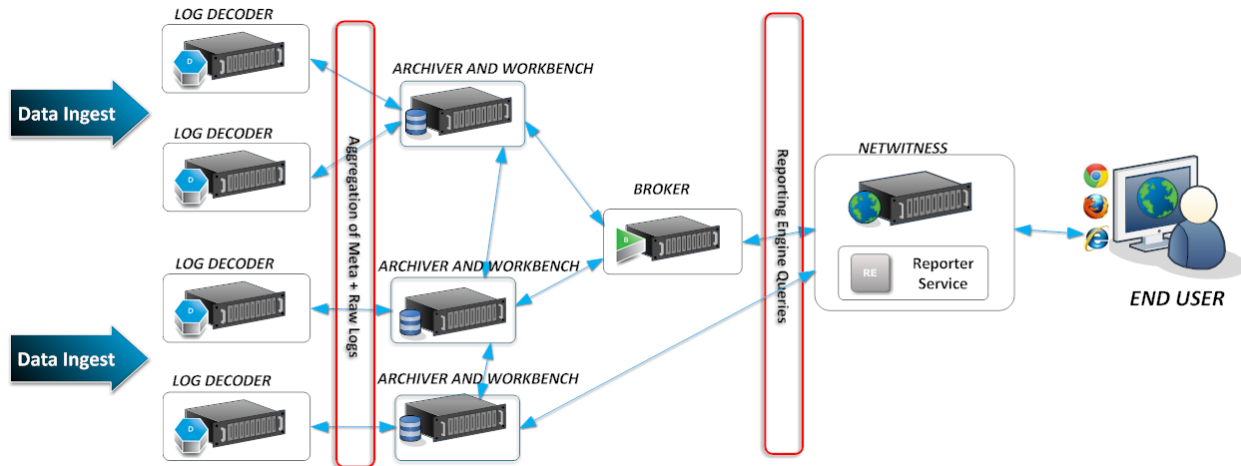 LOG DECODER
D
Data Ingest
LOG DECODER
D
LOG DECODER
D
Data Ingest
LOG DECODER
D
Aggregation of Meta + Raw Logs
ARCHIVER AND WORKBENCH
ARCHIVER AND WORKBENCH
ARCHIVER AND WORKBENCH
BROKER
B
Reporting Engine Queries
NETWITNESS
RE
Reporter
Service
END USER